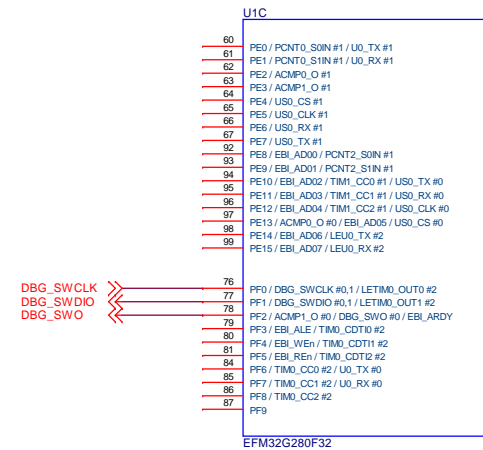 U1C
60 PE0 / PCNT0_S0IN #1 / U0_TX #1
61 PE1 / PCNT0_S1IN #1 / U0_RX #1
62 PE2 / ACMP0_O #1
63 PE3 / ACMP1_O #1
64 PE4 / US0_CS #1
65 PE5 / US0_CLK #1
66 PE6 / US0_RX #1
67 PE7 / US0_TX #1
92 PE8 / EBI_AD00 / PCNT2_S0IN #1
93 PE9 / EBI_AD01 / PCNT2_S1IN #1
94 PE10 / EBI_AD02 / TIM1_CC0 #1 / US0_TX #0
95 PE11 / EBI_AD03 / TIM1_CC1 #1 / US0_RX #0
96 PE12 / EBI_AD04 / TIM1_CC2 #1 / US0_CLK #0
97 PE13 / ACMP0_O #0 / EBI_AD05 / US0_CS #0
98 PE14 / EBI_AD06 / LEU0_TX #2
99 PE15 / EBI_AD07 / LEU0_RX #2
DBG_SWCLK 76 PF0 / DBG_SWCLK #0,1 / LETIM0_OUT0 #2
DBG_SWDIO 77 PF1 / DBG_SWDIO #0,1 / LETIM0_OUT1 #2
DBG_SWO 78 PF2 / ACMP1_O #0 / DBG_SWO #0 / EBI_ARDY
79 PF3 / EBI_ALE / TIM0_CDTI0 #2
80 PF4 / EBI_WEn / TIM0_CDTI1 #2
81 PF5 / EBI_REn / TIM0_CDTI2 #2
84 PF6 / TIM0_CC0 #2 / U0_TX #0
85 PF7 / TIM0_CC1 #2 / U0_RX #0
86 PF8 / TIM0_CC2 #2
87 PF9
EFM32G280F32